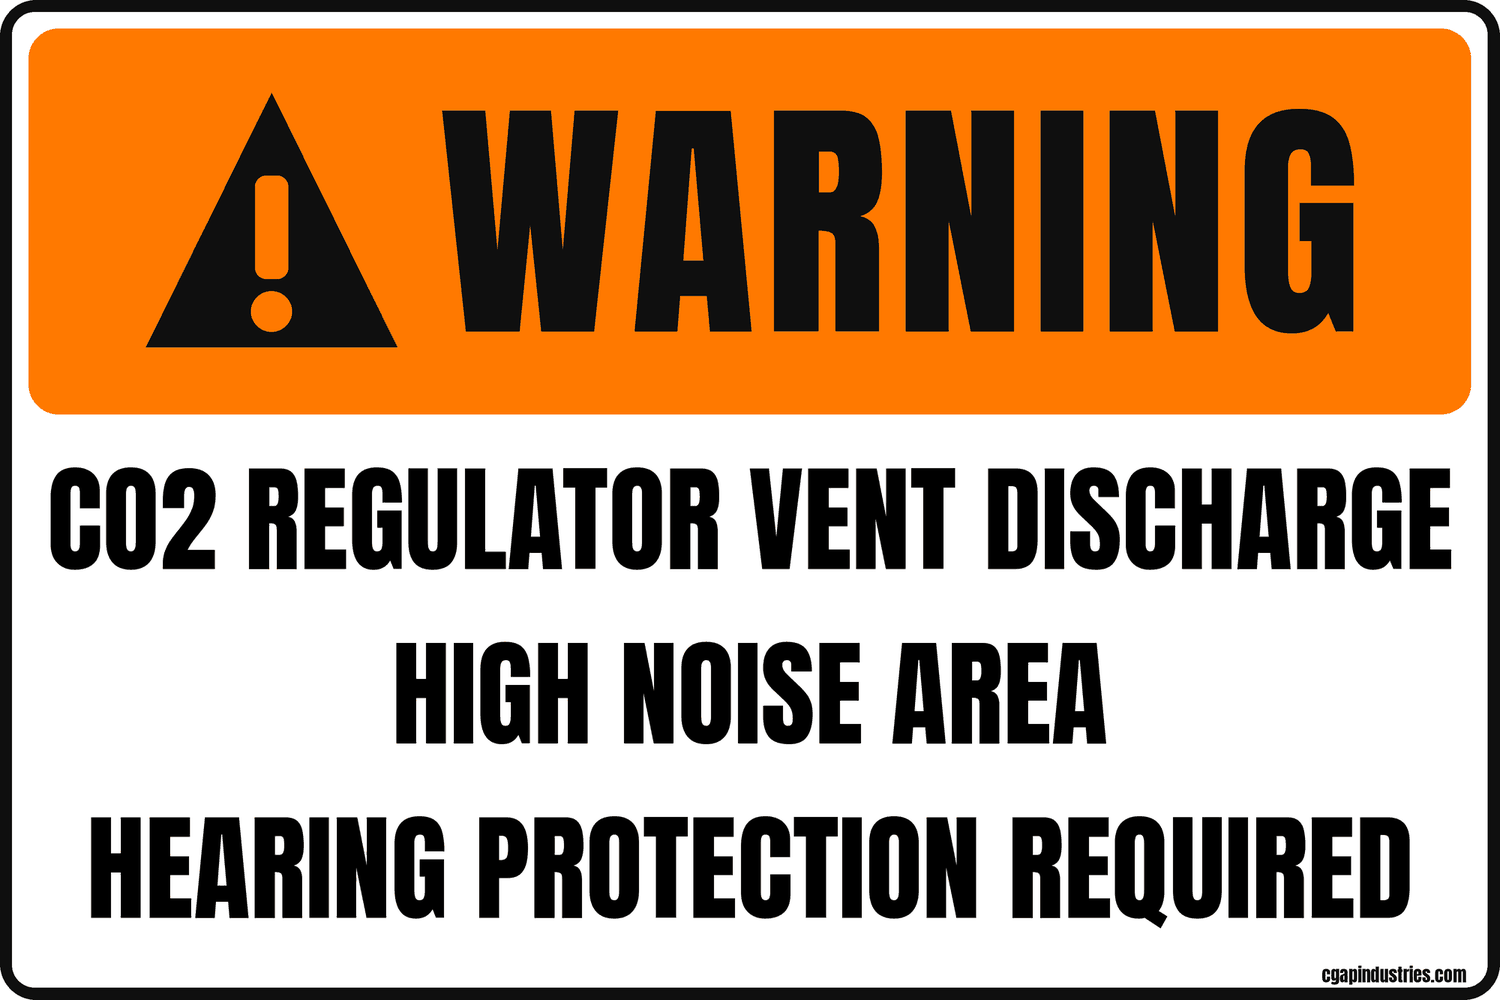 WARNING
CO2 REGULATOR VENT DISCHARGE
HIGH NOISE AREA
HEARING PROTECTION REQUIRED
cgapindustries.com